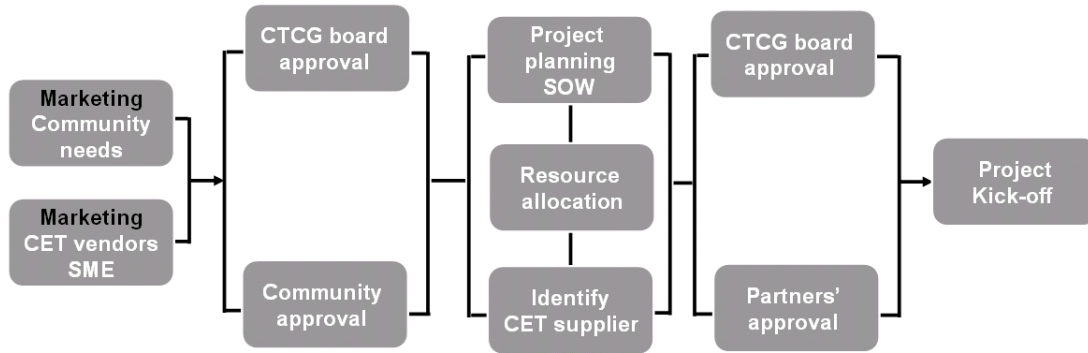 Marketing
Community
needs
Marketing
CET vendors
SME
CTCG board
approval
Community
approval
Project
planning
SOW
Resource
allocation
Identify
CET supplier
CTCG board
approval
Partners’
approval
Project
Kick-off